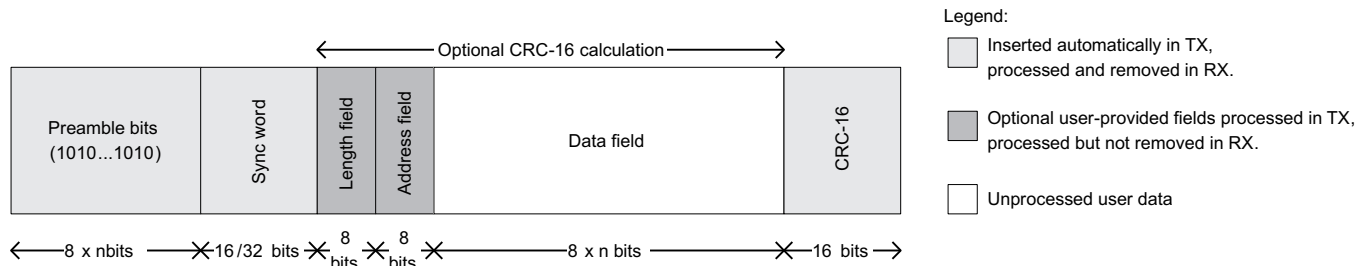 Optional CRC-16 calculation
Preamble bits
(1010...1010)
Sync word
Length field
Address field
Data field
CRC-16
8 x nbits
16/32 bits
8
bits
8
bits
8 x n bits
16 bits
Legend:
Inserted automatically in TX,
processed and removed in RX.
Optional user-provided fields processed in TX,
processed but not removed in RX.
Unprocessed user data